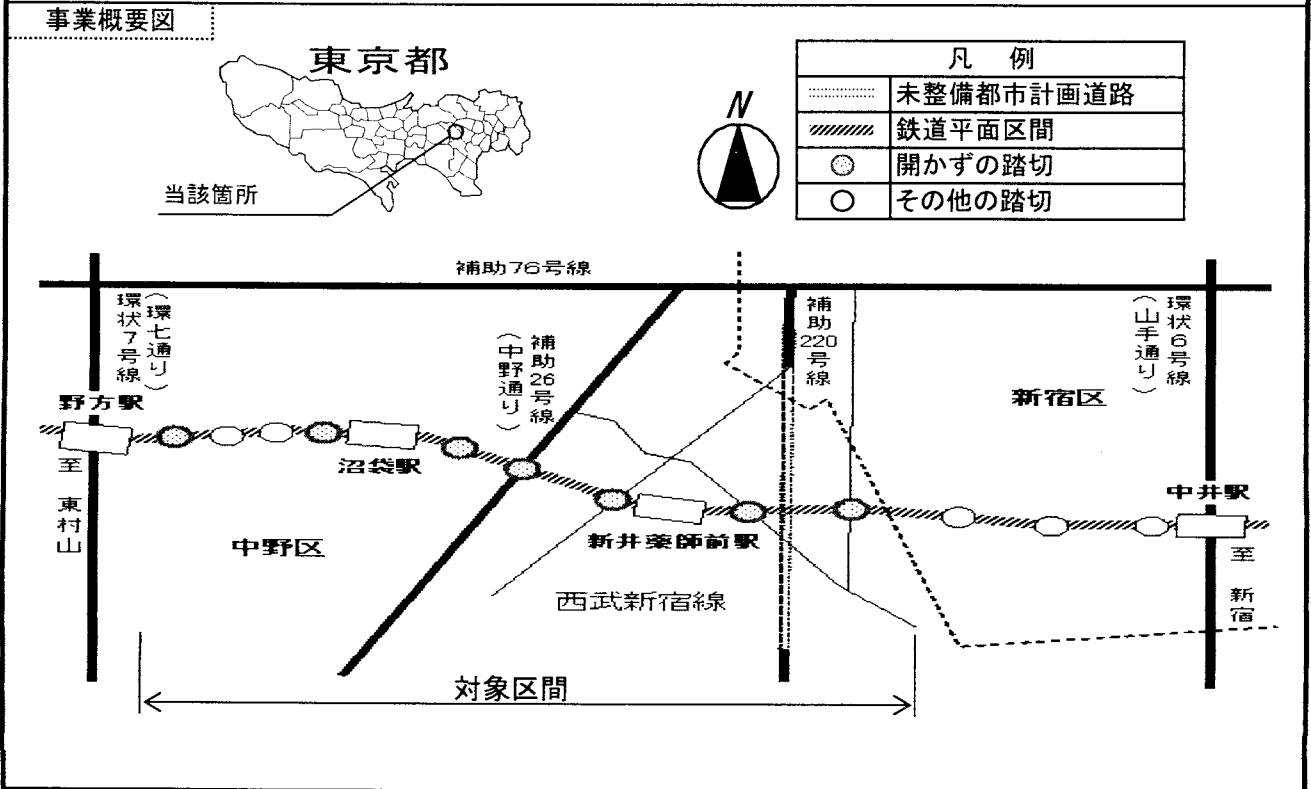 事業概要図
東京都
当該箇所
N
凡 例
未整備都市計画道路
鉄道平面区間
開かずの踏切
その他の踏切
補助76号線
環状7号線
(環七通り)
補助26号線
(中野通り)
補助220号線
環状6号線
(山手通り)
新宿区
野方駅
至 東村山
沼袋駅
中野区
新井薬師前駅
西武新宿線
中井駅
至 新宿
対象区間